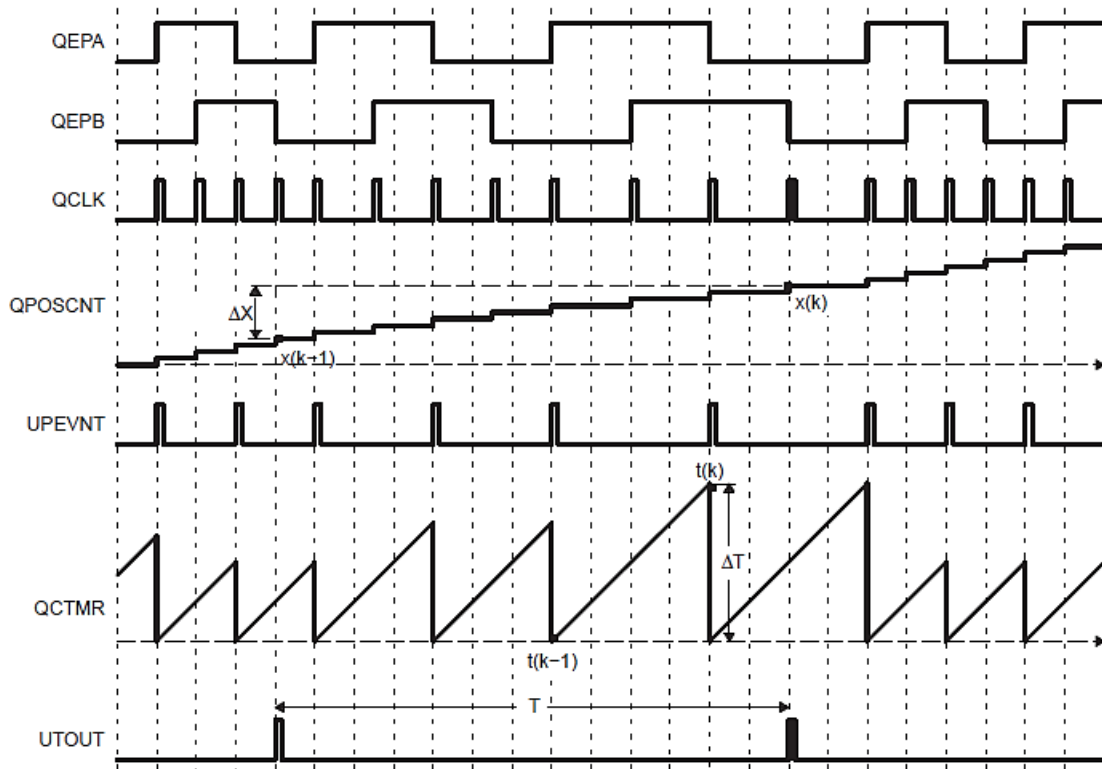 QEPA
QEPB
QCLK
QPOSCNT
ΔX
x(k−1)
x(k)
UPEVNT
t(k)
ΔT
QCTMR
t(k−1)
T
UTOUT